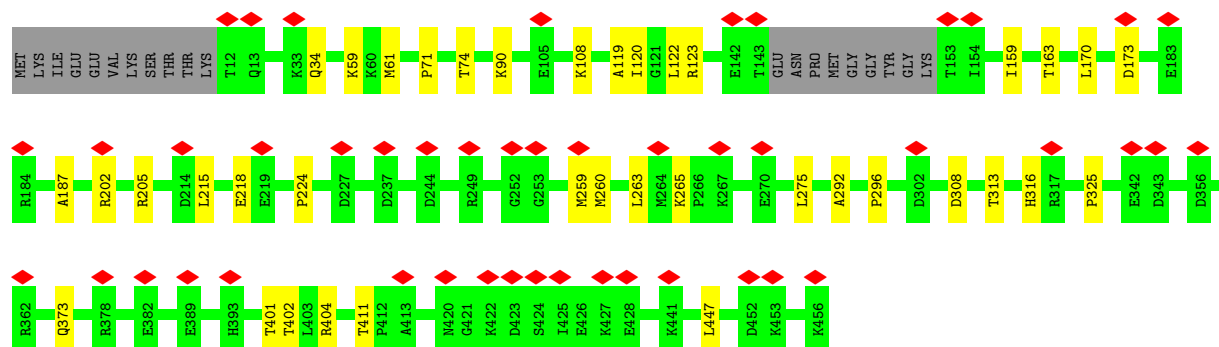 MET LYS ILE GLU GLU VAL LYS SER THR THR LYS T12 Q13 K33 Q34 K59 K60 M61 P71 T74 K90 E105 K108 A119 I120 G121 L122 R123 E142 T143 GLU ASN PRO MET GLY GLY TYR GLY LYS T153 I154 I159 T163 L170 D173 E183
R184 A187 R202 R205 D214 L215 E218 E219 P224 D227 D237 D244 R249 G252 G253 M259 M260 L263 M264 K265 P266 K267 E270 L275 A292 P296 D302 D308 T313 H316 R317 P325 E342 D343 D356
R362 Q373 R378 E382 E389 H393 T401 T402 L403 R404 T411 P412 A413 N420 G421 K422 D423 S424 I425 E426 K427 E428 K441 L447 D452 K453 K456